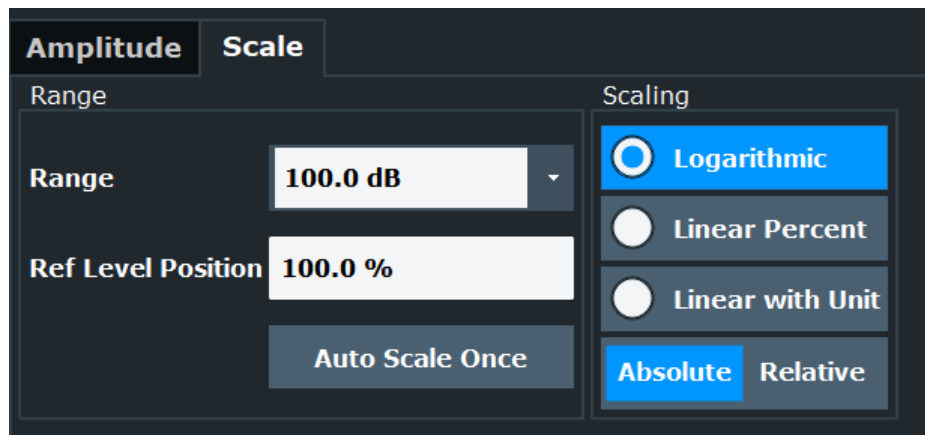 Amplitude Scale
Range
Range 100.0 dB
Ref Level Position 100.0 %
Auto Scale Once
Scaling
Logarithmic
Linear Percent
Linear with Unit
Absolute Relative